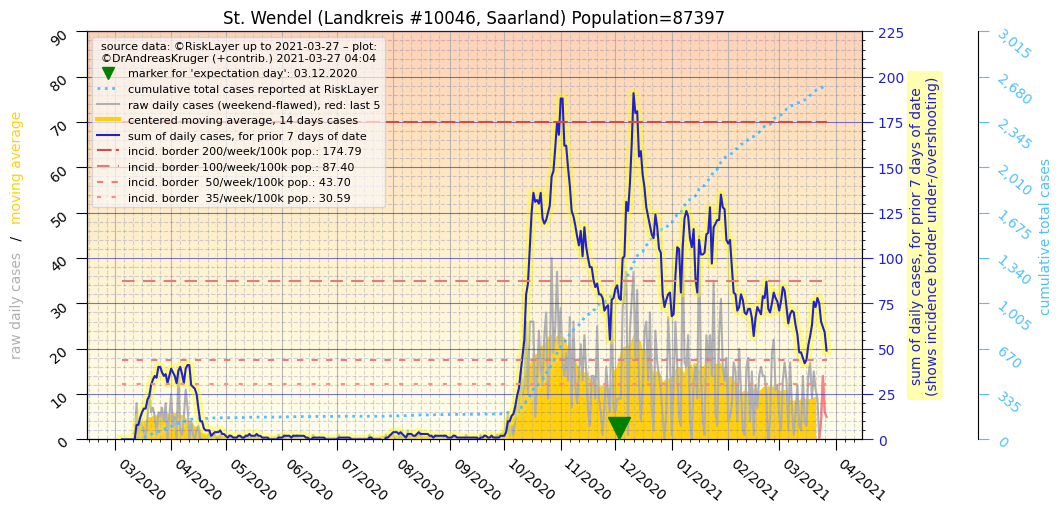 St. Wendel (Landkreis #10046, Saarland) Population=87397
source data: ©RiskLayer up to 2021-03-27 – plot:
©DrAndreasKruger (+contrib.) 2021-03-27 04:04
marker for 'expectation day': 03.12.2020
cumulative total cases reported at RiskLayer
raw daily cases (weekend-flawed), red: last 5
centered moving average, 14 days cases
sum of daily cases, for prior 7 days of date
incid. border 200/week/100k pop.: 174.79
incid. border 100/week/100k pop.: 87.40
incid. border  50/week/100k pop.: 43.70
incid. border  35/week/100k pop.: 30.59
raw daily cases / moving average
90
80
70
60
50
40
30
20
10
0
03/2020
04/2020
05/2020
06/2020
07/2020
08/2020
09/2020
10/2020
11/2020
12/2020
01/2021
02/2021
03/2021
04/2021
225
200
175
150
125
100
75
50
25
0
sum of daily cases, for prior 7 days of date
(shows incidence border under-/overshooting)
3,015
2,680
2,345
2,010
1,675
1,340
1,005
670
335
0
cumulative total cases